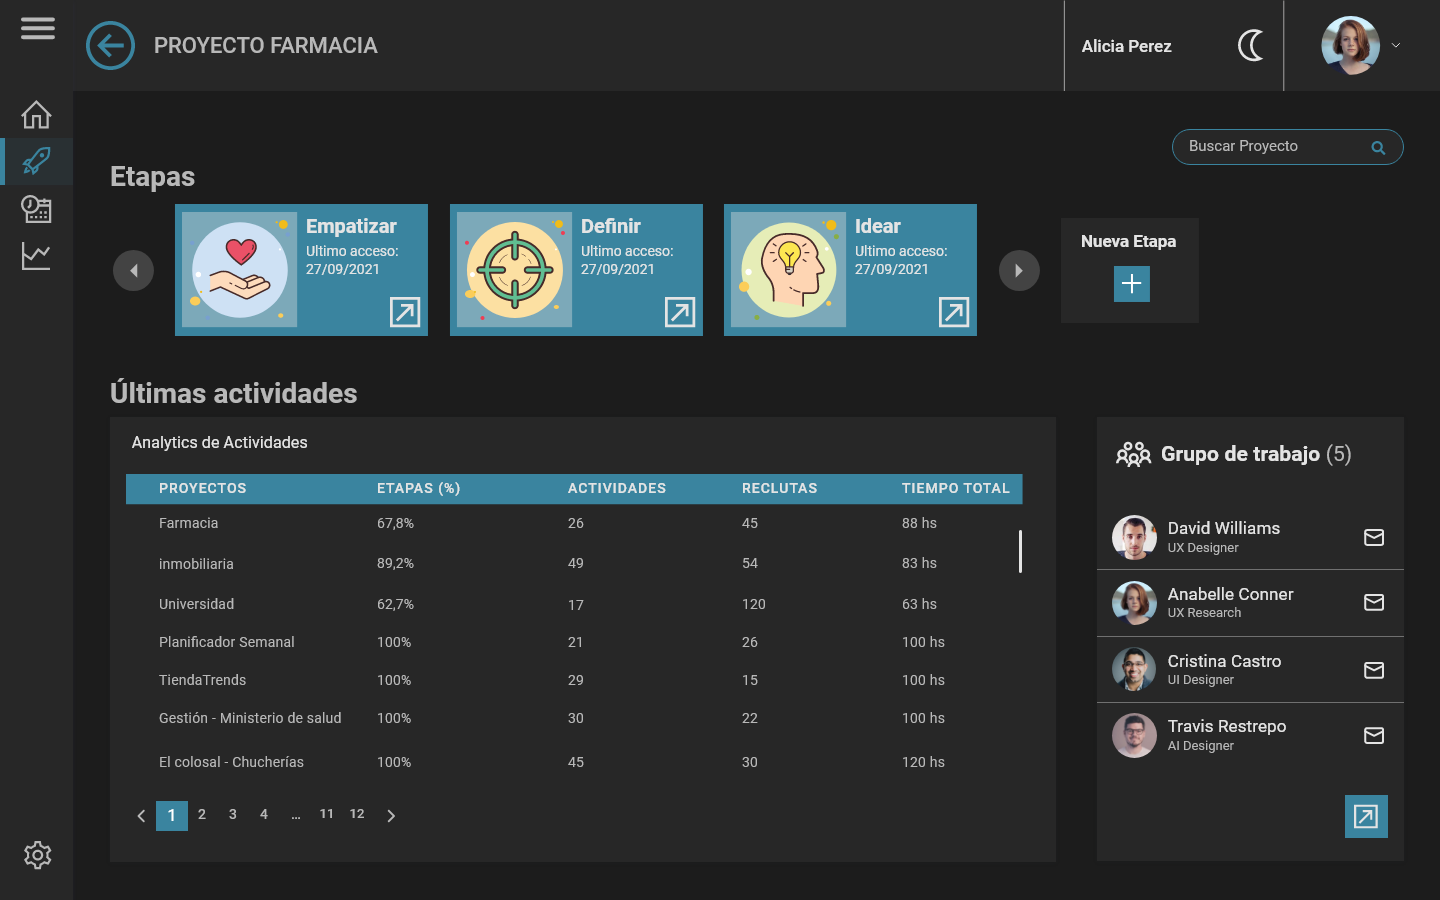 PROYECTO FARMACIA
Alicia Perez
Buscar Proyecto
Etapas
Empatizar
Ultimo acceso:
27/09/2021
Definir
Ultimo acceso:
27/09/2021
Idear
Ultimo acceso:
27/09/2021
Nueva Etapa
Últimas actividades
Analytics de Actividades
PROYECTOS ETAPAS (%) ACTIVIDADES RECLUTAS TIEMPO TOTAL
Farmacia 67,8% 26 45 88 hs
inmobiliaria 89,2% 49 54 83 hs
Universidad 62,7% 17 120 63 hs
Planificador Semanal 100% 21 26 100 hs
TiendaTrends 100% 29 15 100 hs
Gestión - Ministerio de salud 100% 30 22 100 hs
El colosal - Chucherías 100% 45 30 120 hs
1 2 3 4 ... 11 12
Grupo de trabajo (5)
David Williams
UX Designer
Anabelle Conner
UX Research
Cristina Castro
UI Designer
Travis Restrepo
AI Designer